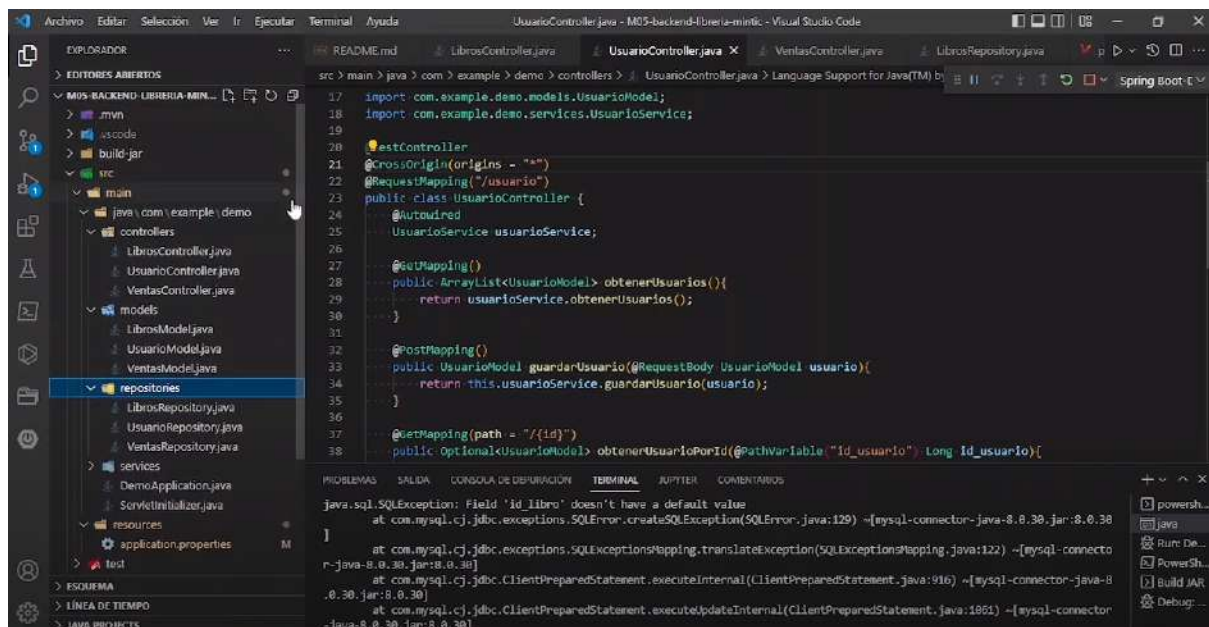 Archivo Editar Selección Ver Ir Ejecutar Terminal Ayuda
UsuarioController.java - M05-backend-libreria-mintic - Visual Studio Code
EXPLORADOR ...
EDITORES ABIERTOS
M05-BACKEND-LIBRERIA-MIN...
.mvn
.vscode
build-jar
src
main
java\com\example\demo
controllers
LibrosController.java
UsuarioController.java
VentasController.java
models
LibrosModel.java
UsuarioModel.java
VentasModel.java
repositories
LibrosRepository.java
UsuarioRepository.java
VentasRepository.java
services
DemoApplication.java
ServletInitializer.java
resources
application.properties M
test
ESQUEMA
LÍNEA DE TIEMPO
JAVA PROJECTS
README.md LibrosController.java UsuarioController.java VentasController.java LibrosRepository.java
src > main > java > com > example > demo > controllers > UsuarioController.java > Language Support for Java(TM) by
Spring Boot-
17 import com.example.demo.models.UsuarioModel;
18 import com.example.demo.services.UsuarioService;
19
20 estController
21 @CrossOrigin(origins = "*")
22 @RequestMapping("/usuario")
23 public class UsuarioController {
24 @Autowired
25 UsuarioService usuarioService;
26
27 @GetMapping()
28 public ArrayList<UsuarioModel> obtenerUsuarios(){
29 return usuarioService.obtenerUsuarios();
30 }
31
32 @PostMapping()
33 public UsuarioModel guardarUsuario(@RequestBody UsuarioModel usuario){
34 return this.usuarioService.guardarUsuario(usuario);
35 }
36
37 @GetMapping(path = "/{id}")
38 public Optional<UsuarioModel> obtenerUsuarioPorId(@PathVariable("id_usuario") Long id_usuario){
PROBLEMAS SALIDA CONSOLA DE DEPURACIÓN TERMINAL JUPYTER COMENTARIOS
java.sql.SQLException: Field 'id_libro' doesn't have a default value
at com.mysql.cj.jdbc.exceptions.SQLError.createSQLException(SQLError.java:129) ~[mysql-connector-java-8.0.30.jar:8.0.30
]
at com.mysql.cj.jdbc.exceptions.SQLExceptionsMapping.translateException(SQLExceptionsMapping.java:122) ~[mysql-connecto
r-java-8.0.30.jar:8.0.30]
at com.mysql.cj.jdbc.ClientPreparedStatement.executeInternal(ClientPreparedStatement.java:916) ~[mysql-connector-java-8
.0.30.jar:8.0.30]
at com.mysql.cj.jdbc.ClientPreparedStatement.executeUpdateInternal(ClientPreparedStatement.java:1061) ~[mysql-connector
-java-8.0.30.jar:8.0.30]
powersh...
java
Run: De...
PowerSh...
Build JAR
Debug: ...